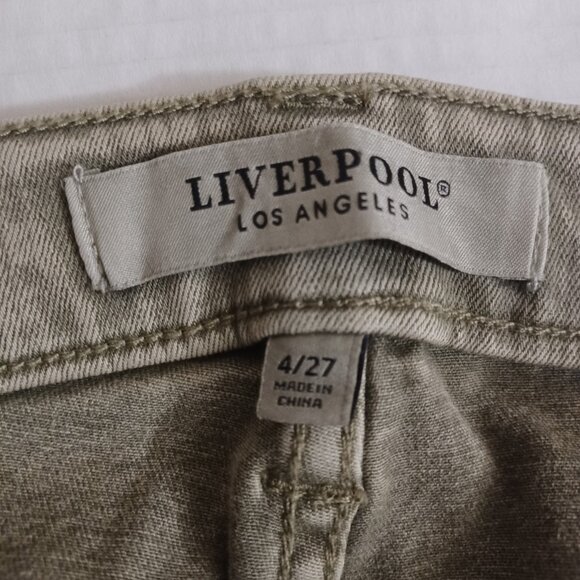 LIVERPOOL®
LOS ANGELES
4/27
MADE IN
CHINA